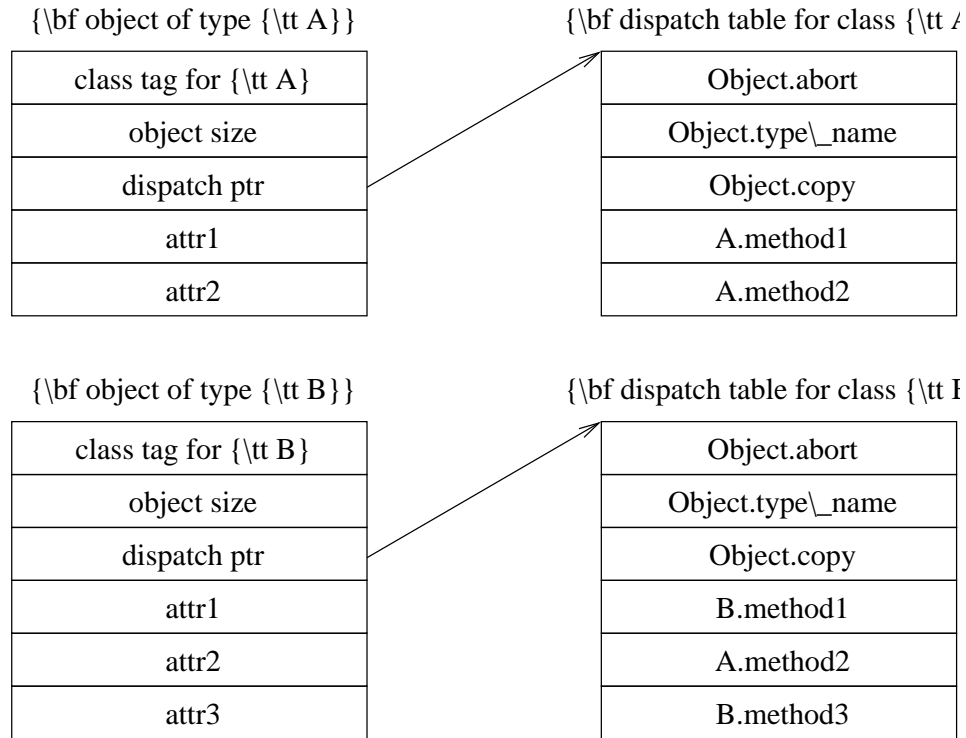 {\bf object of type {\tt A}}
class tag for {\tt A}
object size
dispatch ptr
attr1
attr2
{\bf dispatch table for class {\tt A
Object.abort
Object.type\_name
Object.copy
A.method1
A.method2
{\bf object of type {\tt B}}
class tag for {\tt B}
object size
dispatch ptr
attr1
attr2
attr3
{\bf dispatch table for class {\tt B
Object.abort
Object.type\_name
Object.copy
B.method1
A.method2
B.method3